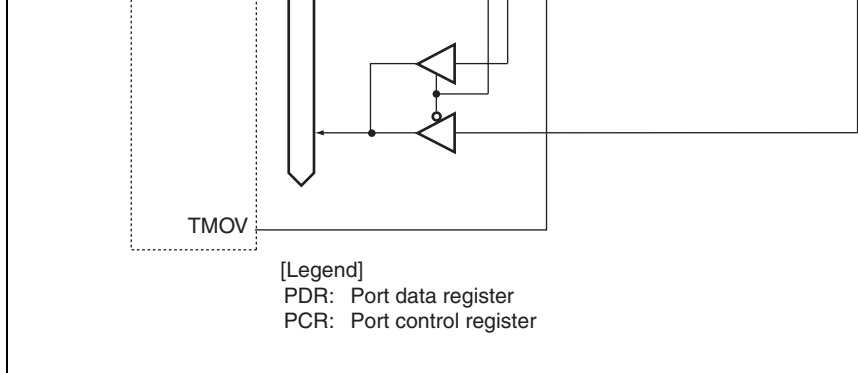 TMOV
[Legend]
PDR: Port data register
PCR: Port control register